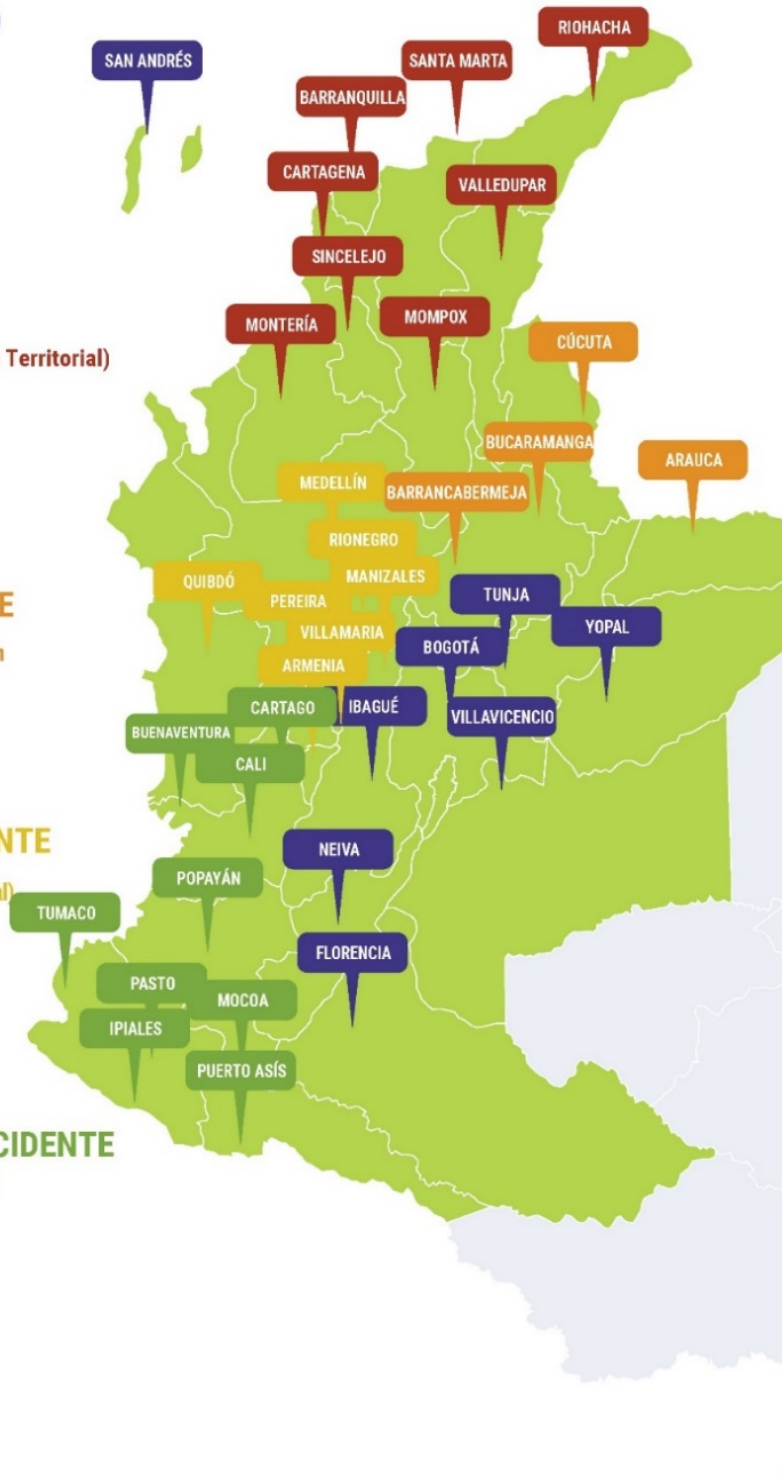 RIOHACHA
SAN ANDRÉS
SANTA MARTA
BARRANQUILLA
CARTAGENA
VALLEDUPAR
SINCELEJO
MONTERÍA
MOMPOX
CÚCUTA
Territorial)
BUCARAMANGA
ARAUCA
MEDELLÍN
BARRANCABERMEJA
RIONEGRO
QUIBDÓ
MANIZALES
PEREIRA
TUNJA
E
YOPAL
VILLAMARIA
BOGOTÁ
n
ARMENIA
CARTAGO
IBAGUÉ
VILLAVICENCIO
BUENAVENTURA
CALI
NTE
NEIVA
POPAYÁN
l)
TUMACO
FLORENCIA
PASTO
MOCOA
IPIALES
PUERTO ASÍS
CIDENTE